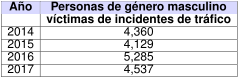 Año Personas de género masculino
víctimas de incidentes de tráfico
2014 4,360
2015 4,129
2016 5,285
2017 4,537